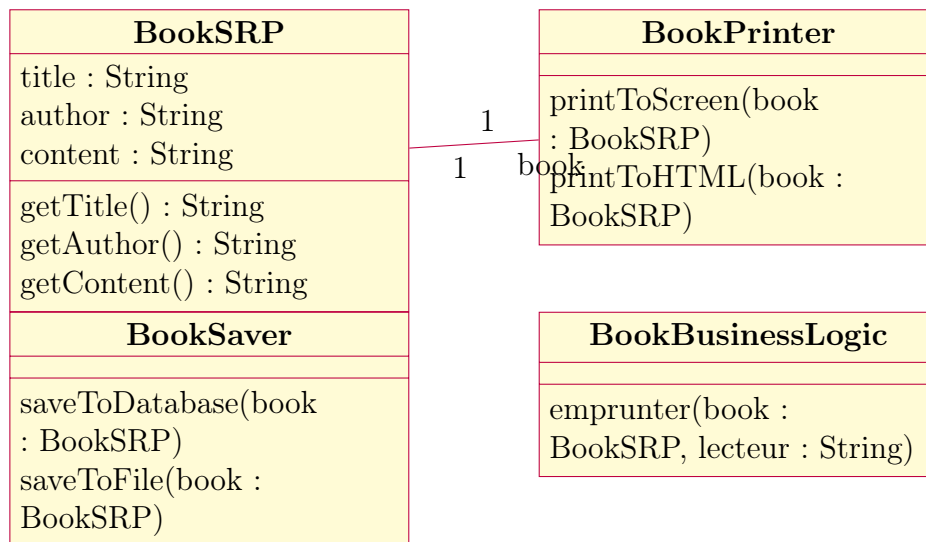 BookSRP
title : String
author : String
content : String
getTitle() : String
getAuthor() : String
getContent() : String
1
1
book
BookPrinter
printToScreen(book
: BookSRP)
printToHTML(book :
BookSRP)
BookSaver
saveToDatabase(book
: BookSRP)
saveToFile(book :
BookSRP)
BookBusinessLogic
emprunter(book :
BookSRP, lecteur : String)